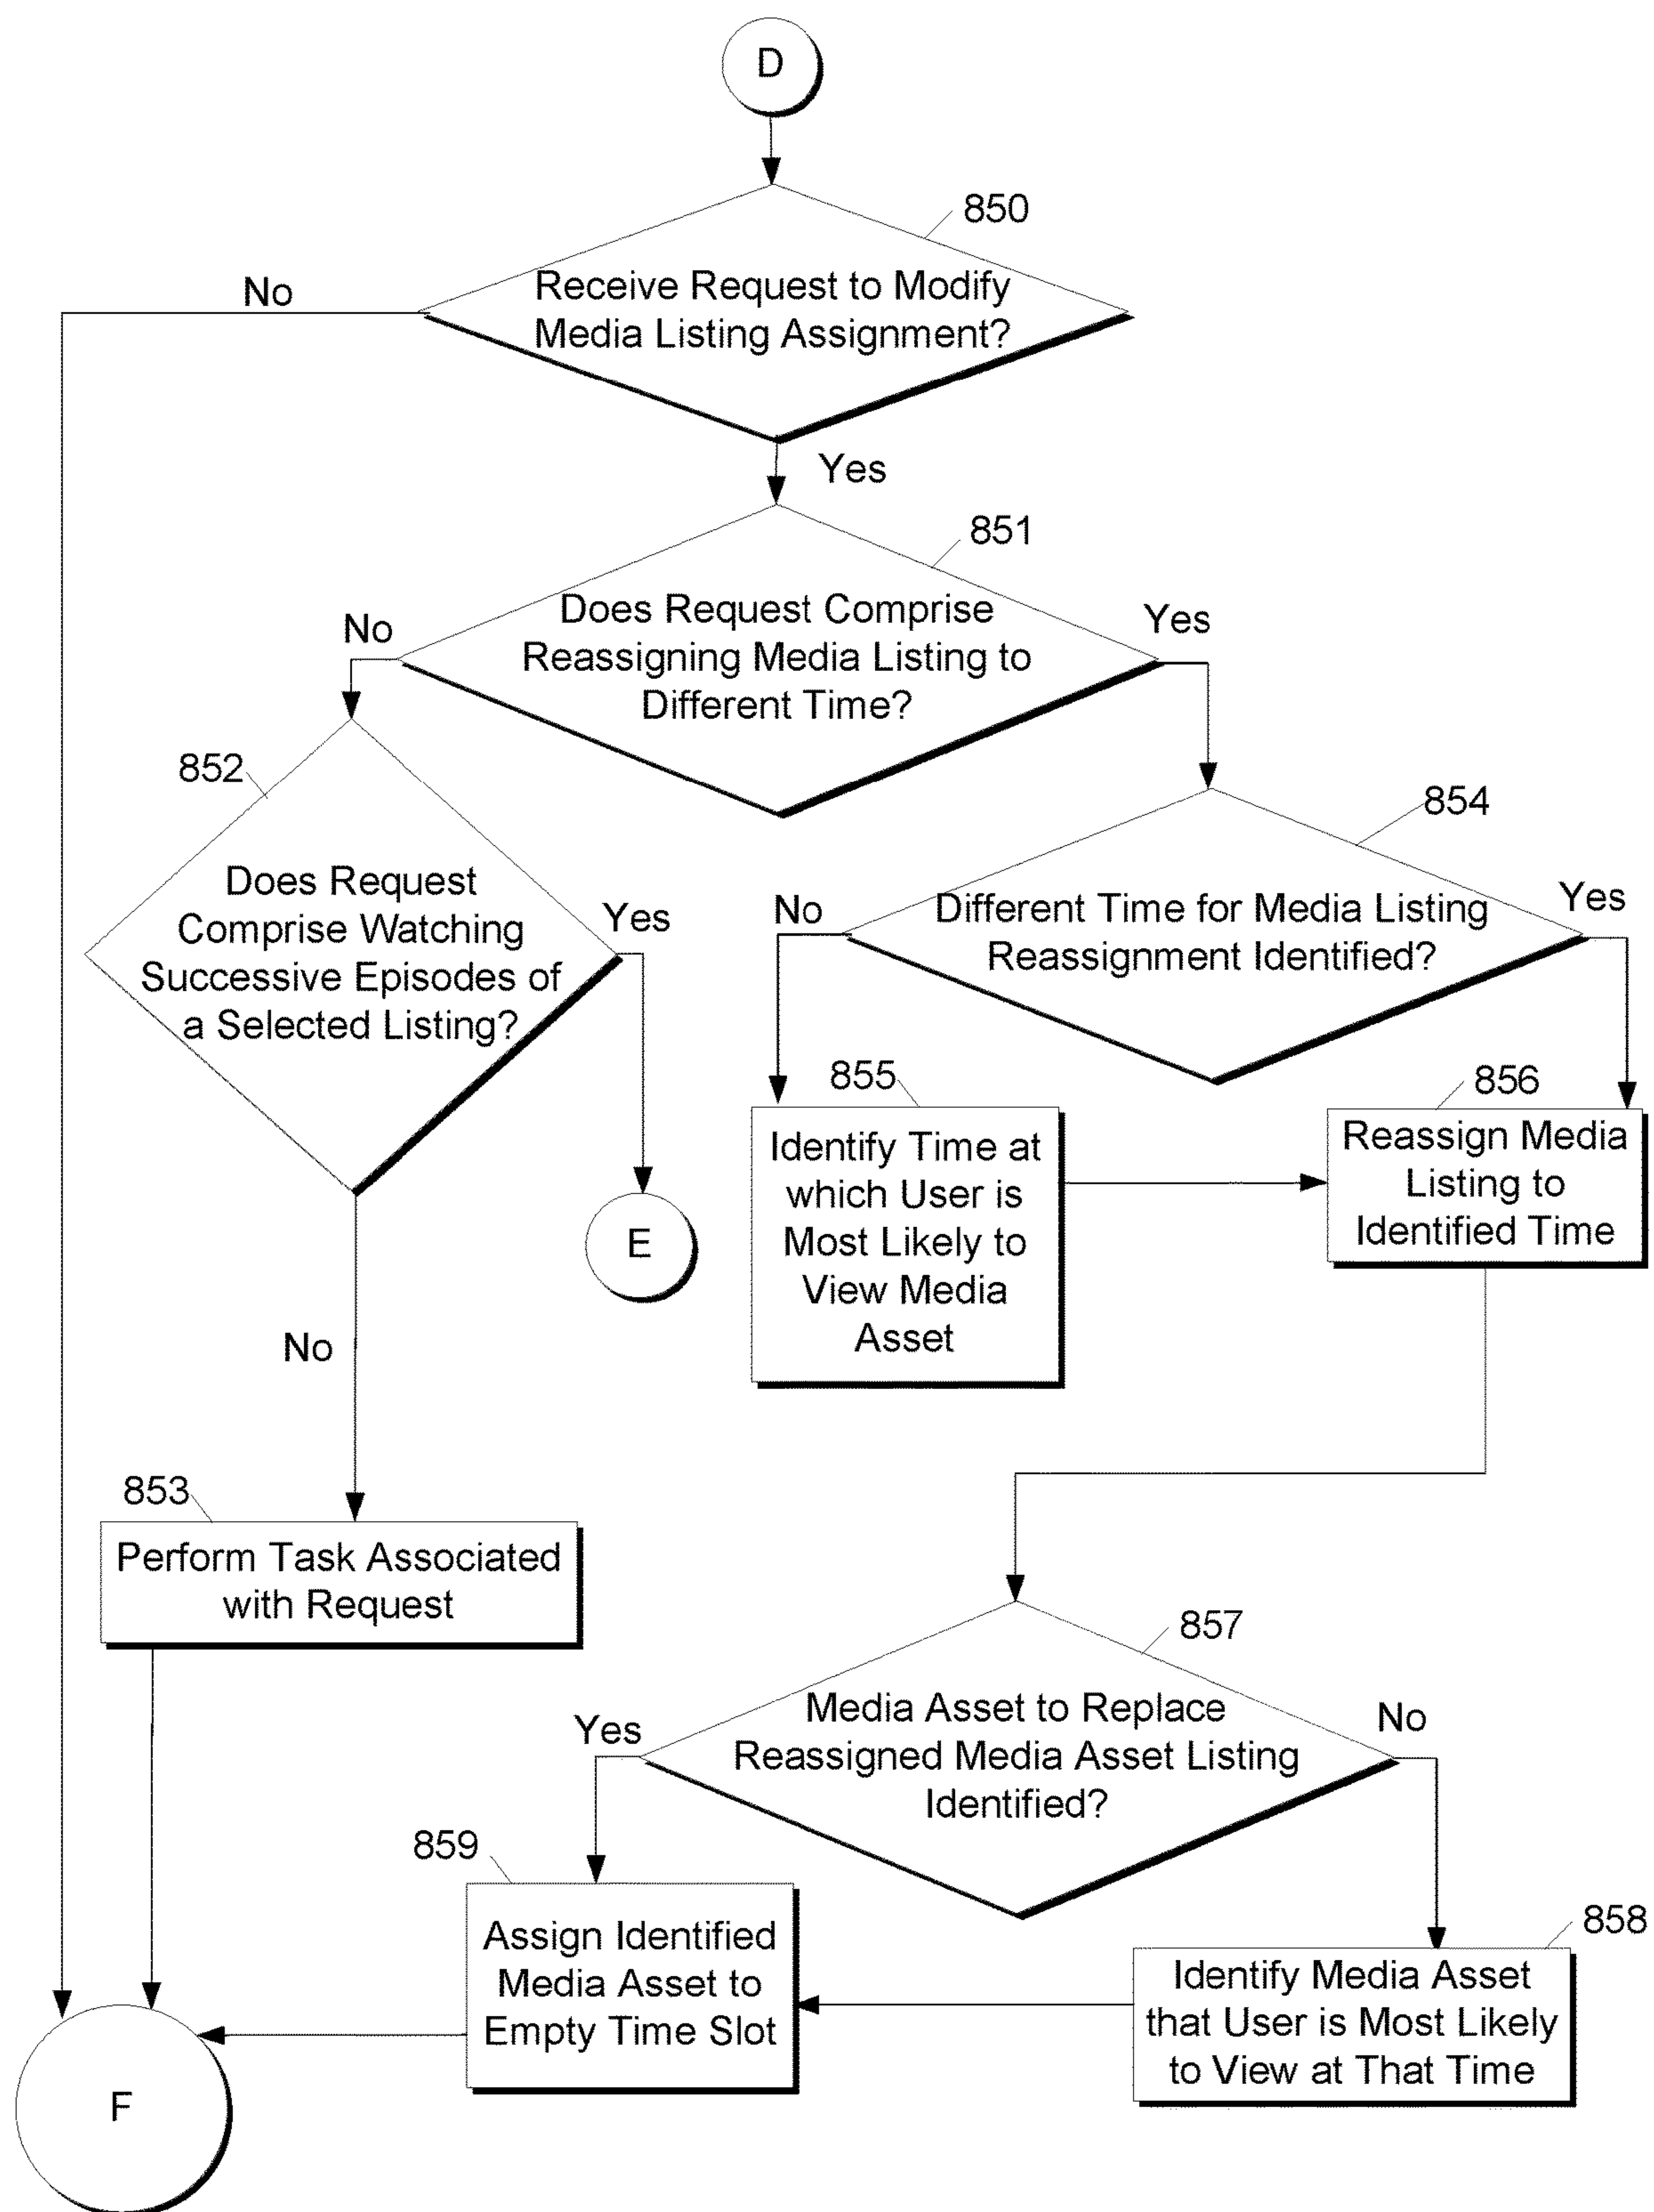 D
850
Receive Request to Modify
Media Listing Assignment?
No
Yes
851
Does Request Comprise
Reassigning Media Listing to
Different Time?
No
Yes
852
Does Request
Comprise Watching
Successive Episodes of
a Selected Listing?
Yes
No
E
854
Different Time for Media Listing
Reassignment Identified?
No
Yes
855
Identify Time at
which User is
Most Likely to
View Media
Asset
856
Reassign Media
Listing to
Identified Time
853
Perform Task Associated
with Request
857
Media Asset to Replace
Reassigned Media Asset Listing
Identified?
Yes
No
859
Assign Identified
Media Asset to
Empty Time Slot
858
Identify Media Asset
that User is Most Likely
to View at That Time
F